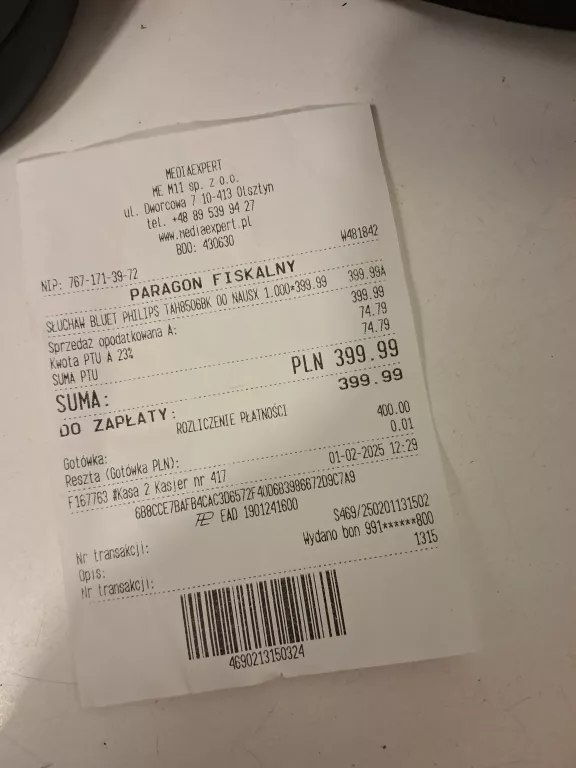 MEDIAEXPERT
ME M11 sp. z o.o.
ul. Dworcowa 7 10-413 Olsztyn
tel. +48 89 539 94 27
www.mediaexpert.pl
BDO: 430630
NIP: 767-171-39-72 W481842
PARAGON FISKALNY
SŁUCHAW BLUET PHILIPS TAH8506BK OO NAUSX 1.000*399.99 399.99A
Sprzedaż opodatkowana A: 399.99
Kwota PTU A 23% 74.79
SUMA PTU 74.79
SUMA: PLN 399.99
DO ZAPŁATY: 399.99
ROZLICZENIE PŁATNOŚCI
Gotówka: 400.00
Reszta (Gotówka PLN): 0.01
F167763 #Kasa 2 Kasjer nr 417 01-02-2025 12:29
EAD 1901241600
Nr transakcji: S469/250201131502
Opis: Wydano bon 991******800
Nr transakcji: 1315
4690213150324